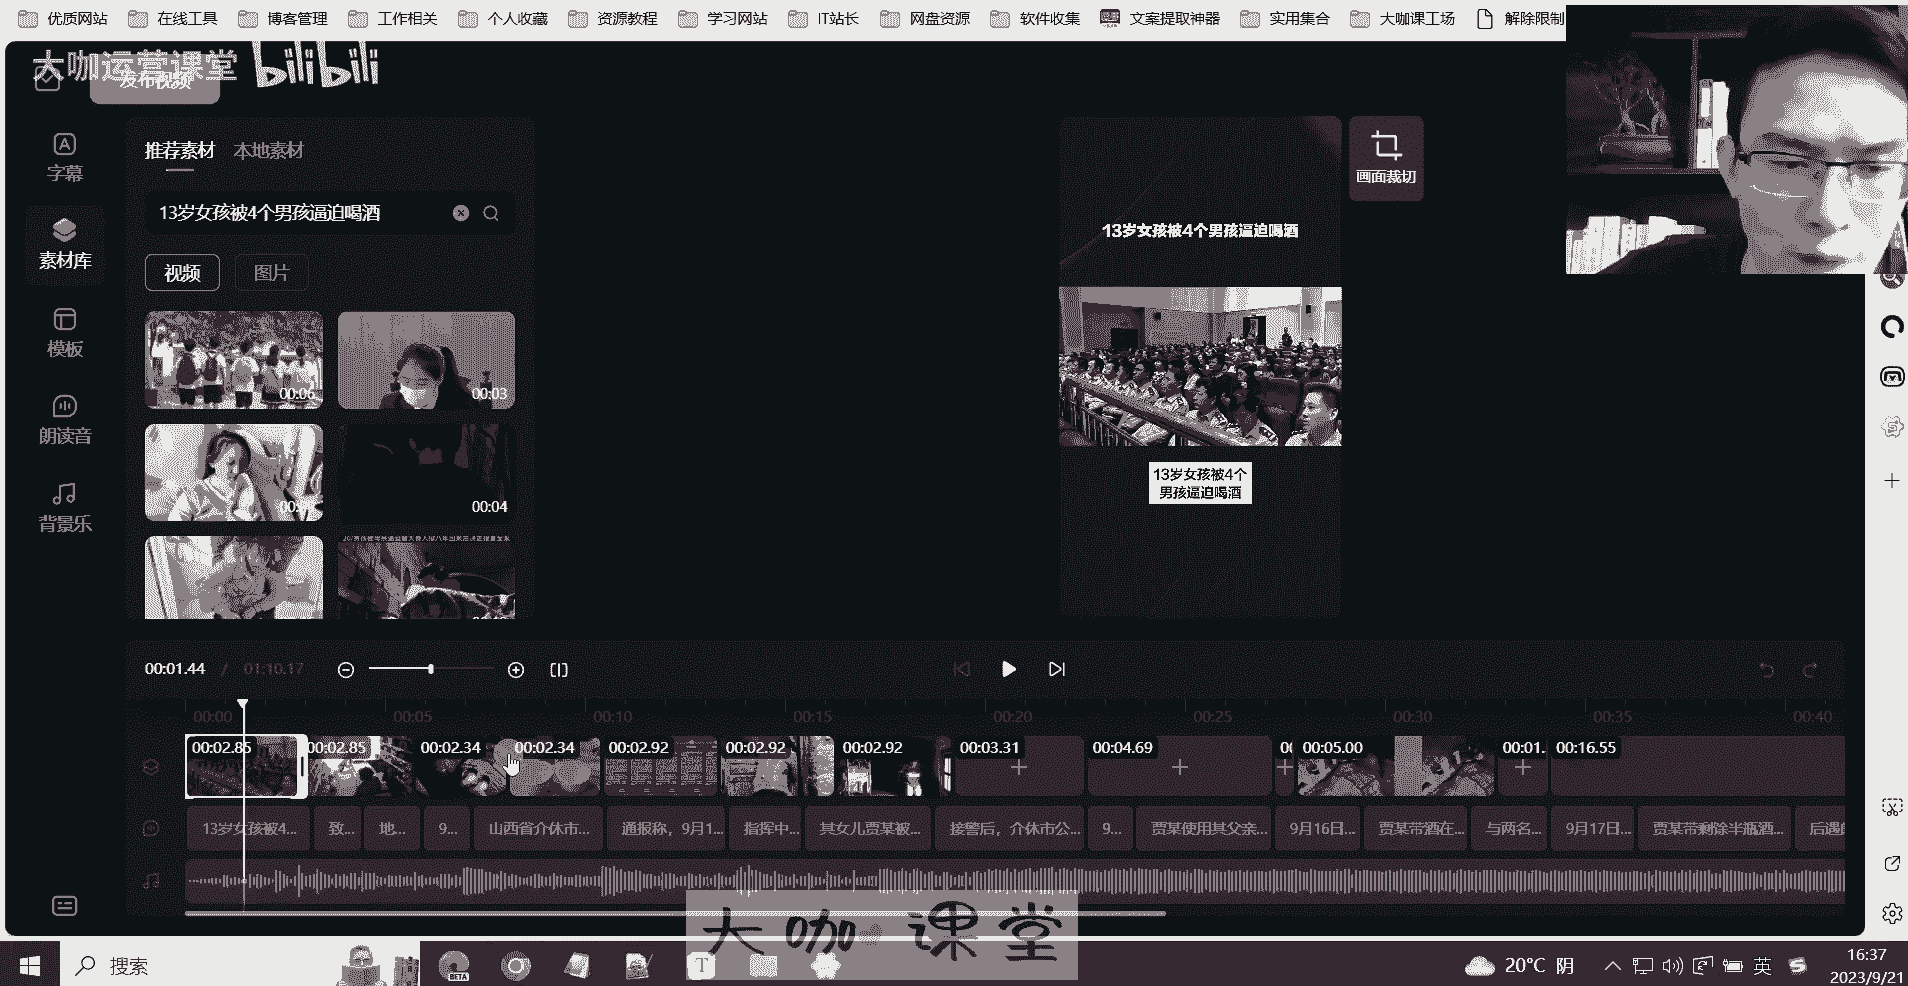 优质网站
在线工具
博客管理
工作相关
个人收藏
资源教程
学习网站
IT站长
网盘资源
软件收集
文案提取神器
实用集合
大咖课工场
解除限制
大咖运营课堂 bilibili
发布视频
字幕
素材库
模板
朗读音
背景乐
推荐素材 本地素材
13岁女孩被4个男孩逼迫喝酒
视频 图片
00:06
00:03
00:04
13岁女孩被4个男孩逼迫喝酒
13岁女孩被4个
男孩逼迫喝酒
画面裁切
00:01.44 / 01:10.17
00:00 00:05 00:10 00:15 00:20 00:25 00:30 00:35 00:40
00:02.85 00:02.85 00:02.34 00:02.34 00:02.92 00:02.92 00:02.92 00:03.31 00:04.69 00:05.00 00:01. 00:16.55
13岁女孩被4... 致... 地... 9... 山西省介休市... 通报称，9月1... 指挥中... 其女儿贾某被... 接警后，介休市公... 9... 贾某使用其父亲... 9月16日... 贾某带酒在... 与两名... 9月17日... 贾某带剩除半瓶酒...
大咖课堂
搜索
BETA
20°C 阴
英
16:37
2023/9/21